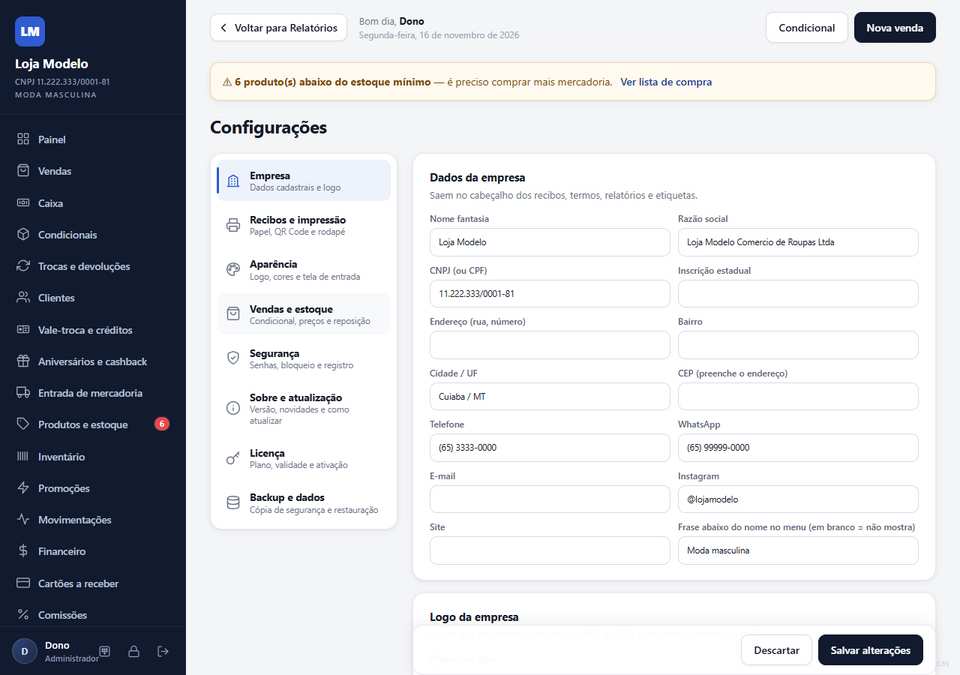 LM
Loja Modelo
CNPJ 11.222.333/0001-81
MODA MASCULINA
Painel
Vendas
Caixa
Condicionais
Trocas e devoluções
Clientes
Vale-troca e créditos
Aniversários e cashback
Entrada de mercadoria
Produtos e estoque 6
Inventário
Promoções
Movimentações
Financeiro
Cartões a receber
Comissões
D
Dono
Administrador
Voltar para Relatórios
Bom dia, Dono
Segunda-feira, 16 de novembro de 2026
Condicional
Nova venda
⚠ 6 produto(s) abaixo do estoque mínimo — é preciso comprar mais mercadoria. Ver lista de compra
Configurações
Empresa
Dados cadastrais e logo
Recibos e impressão
Papel, QR Code e rodapé
Aparência
Logo, cores e tela de entrada
Vendas e estoque
Condicional, preços e reposição
Segurança
Senhas, bloqueio e registro
Sobre e atualização
Versão, novidades e como
atualizar
Licença
Plano, validade e ativação
Backup e dados
Cópia de segurança e restauração
Dados da empresa
Saem no cabeçalho dos recibos, termos, relatórios e etiquetas.
Nome fantasia
Loja Modelo
Razão social
Loja Modelo Comercio de Roupas Ltda
CNPJ (ou CPF)
11.222.333/0001-81
Inscrição estadual
Endereço (rua, número)
Bairro
Cidade / UF
Cuiaba / MT
CEP (preenche o endereço)
Telefone
(65) 3333-0000
WhatsApp
(65) 99999-0000
E-mail
Instagram
@lojamodelo
Site
Frase abaixo do nome no menu (em branco = não mostra)
Moda masculina
Logo da empresa
Descartar
Salvar alterações